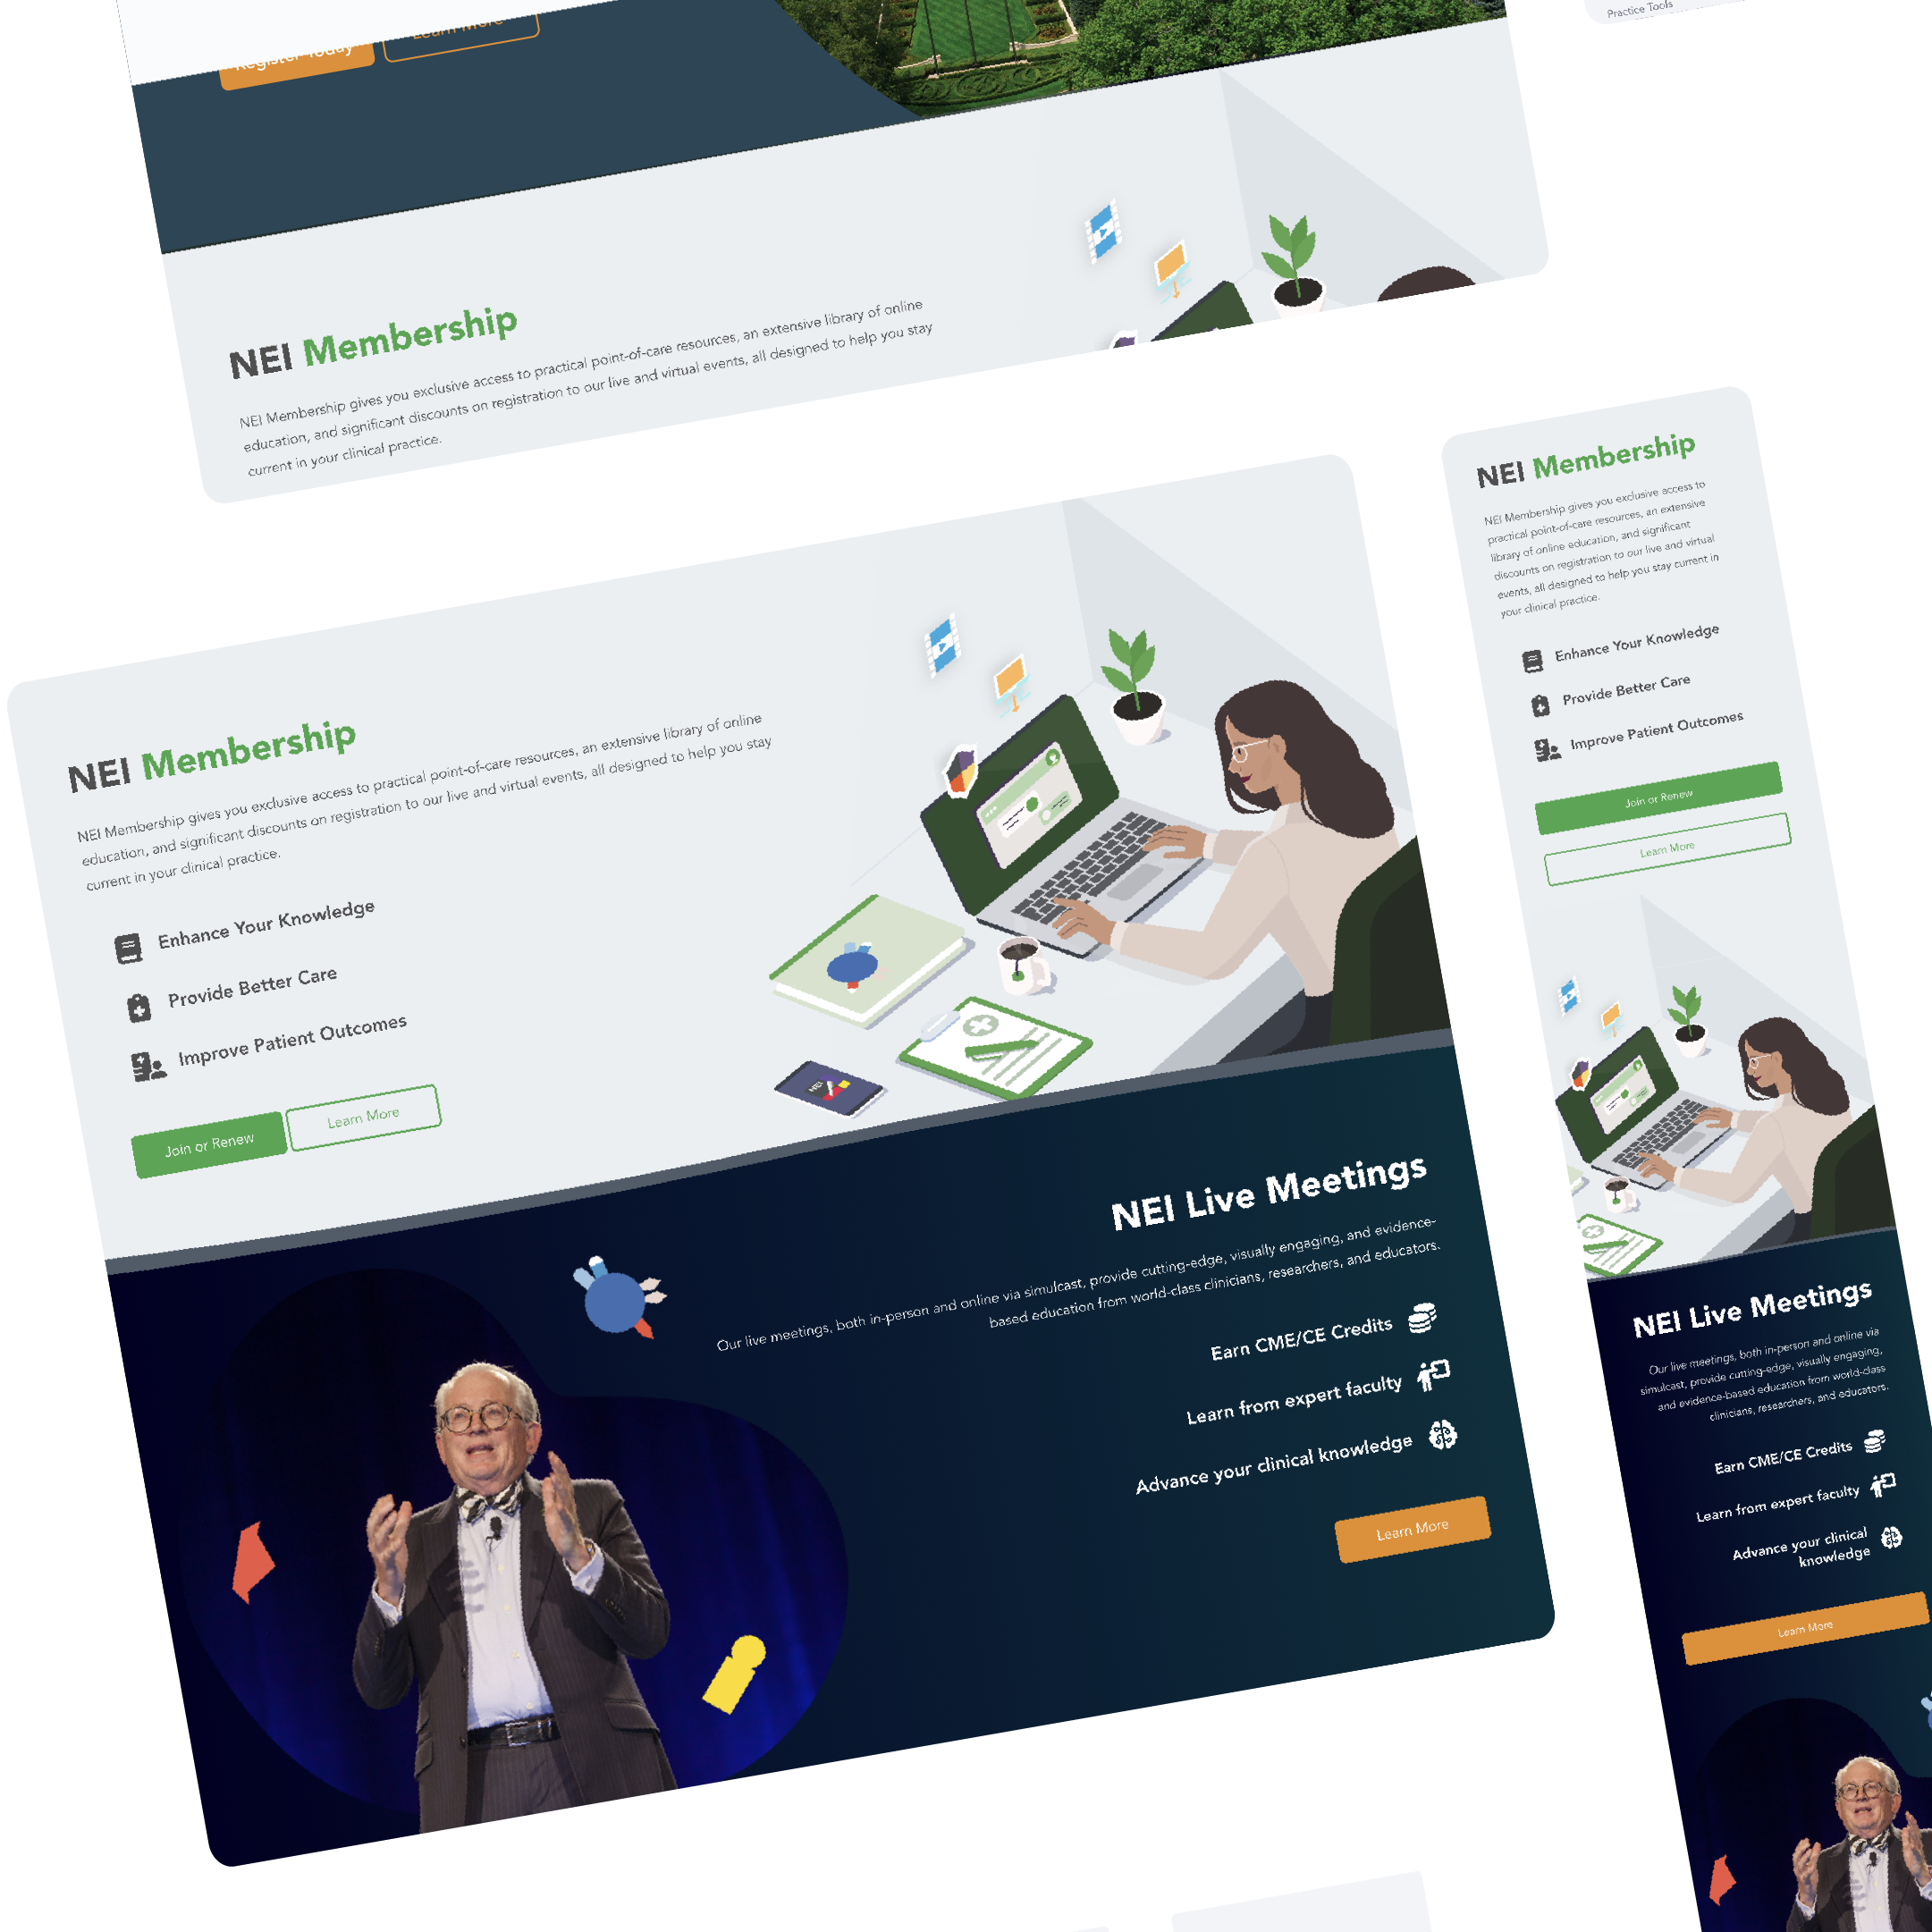 Register Today
Learn More
Practice Tools
NEI Membership
NEI Membership gives you exclusive access to practical point-of-care resources, an extensive library of online
education, and significant discounts on registration to our live and virtual events, all designed to help you stay
current in your clinical practice.
NEI Membership
NEI Membership gives you exclusive access to practical point-of-care resources, an extensive library of online
education, and significant discounts on registration to our live and virtual events, all designed to help you stay
current in your clinical practice.
Enhance Your Knowledge
Provide Better Care
Improve Patient Outcomes
Join or Renew
Learn More
NEI
NEI Live Meetings
Our live meetings, both in-person and online via simulcast, provide cutting-edge, visually engaging, and evidence-
based education from world-class clinicians, researchers, and educators.
Earn CME/CE Credits
Learn from expert faculty
Advance your clinical knowledge
Learn More
NEI Membership
NEI Membership gives you exclusive access to
practical point-of-care resources, an extensive
library of online education, and significant
discounts on registration to our live and virtual
events, all designed to help you stay current in
your clinical practice.
Enhance Your Knowledge
Provide Better Care
Improve Patient Outcomes
Join or Renew
Learn More
NEI Live Meetings
Our live meetings, both in-person and online via
simulcast, provide cutting-edge, visually engaging,
and evidence-based education from world-class
clinicians, researchers, and educators.
Earn CME/CE Credits
Learn from expert faculty
Advance your clinical
knowledge
Learn More